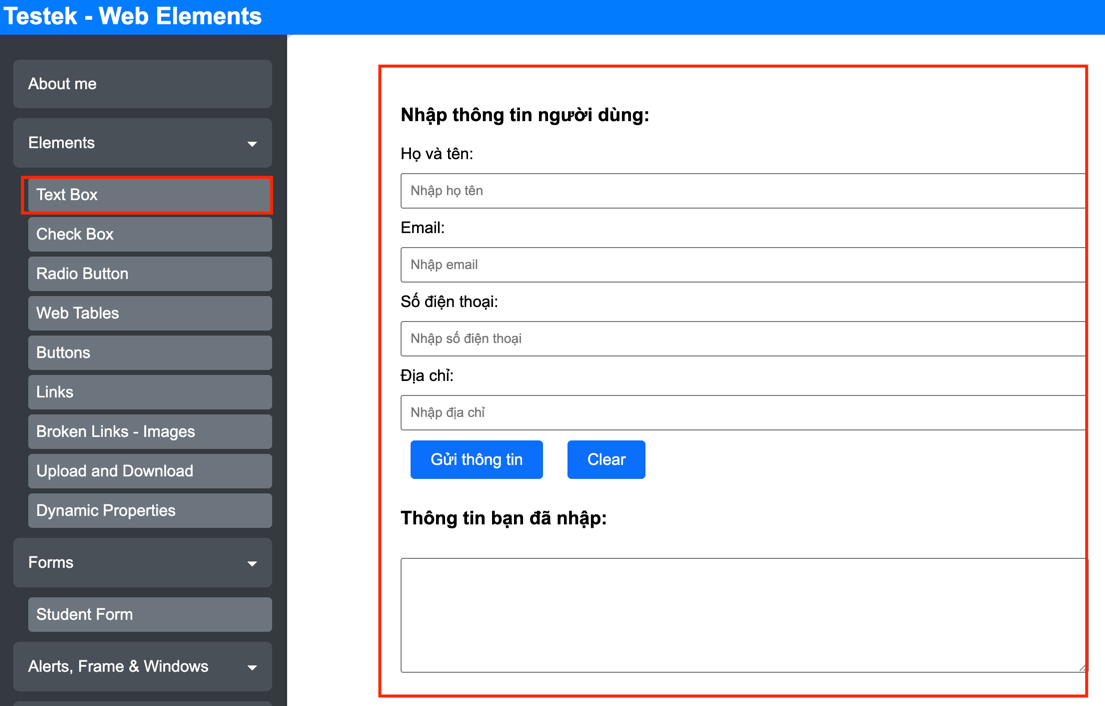 Testek - Web Elements
About me
Elements
Text Box
Check Box
Radio Button
Web Tables
Buttons
Links
Broken Links - Images
Upload and Download
Dynamic Properties
Forms
Student Form
Alerts, Frame & Windows
Nhập thông tin người dùng:
Họ và tên:
Nhập họ tên
Email:
Nhập email
Số điện thoại:
Nhập số điện thoại
Địa chỉ:
Nhập địa chỉ
Gửi thông tin
Clear
Thông tin bạn đã nhập: